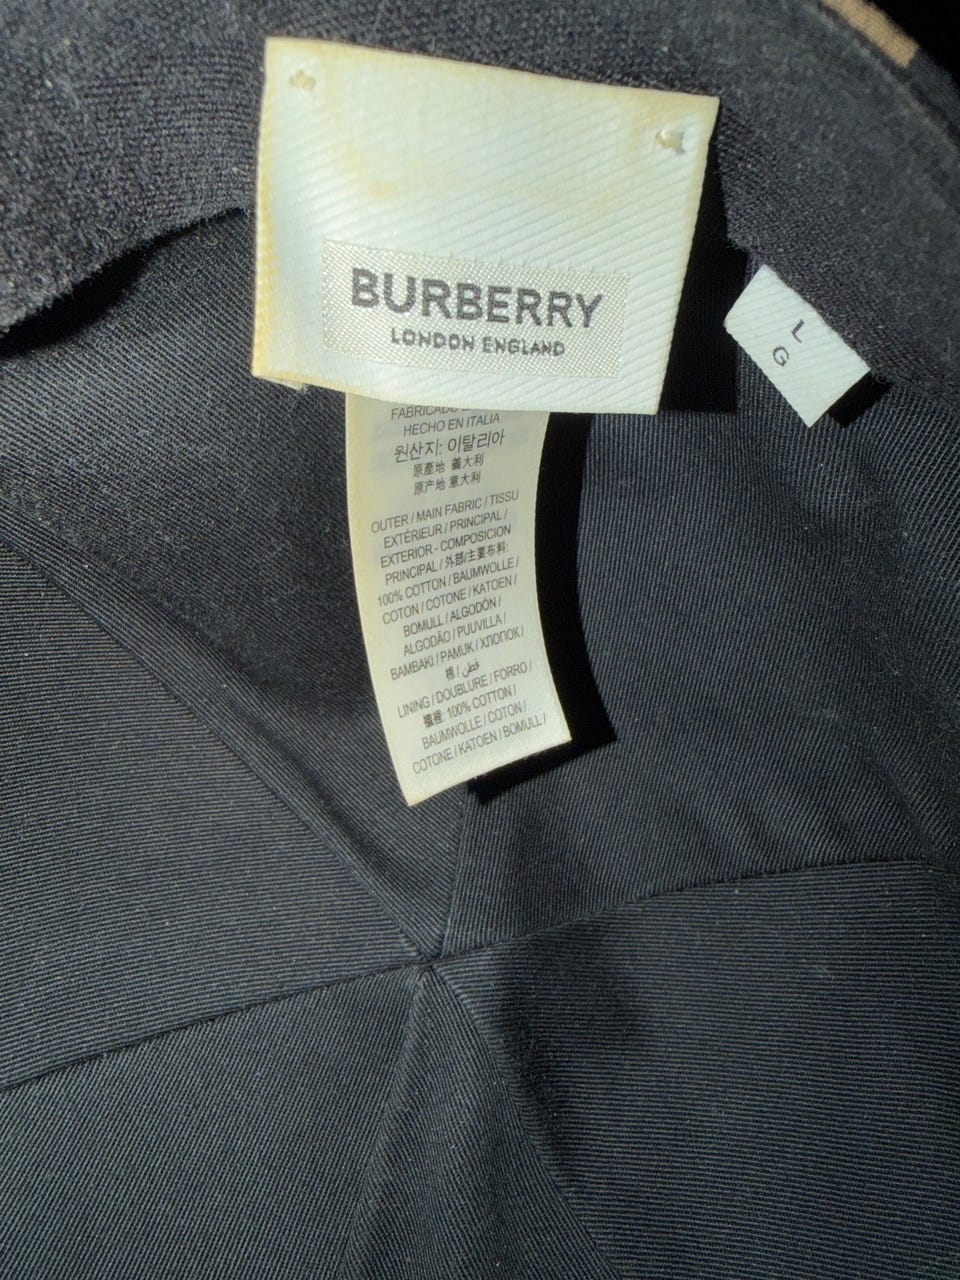 BURBERRY
LONDON ENGLAND
L
G
FABRICADO
HECHO EN ITALIA
원산지: 이탈리아
原產地 義大利
原产地 意大利
OUTER / MAIN FABRIC / TISSU
EXTÉRIEUR / PRINCIPAL /
EXTERIOR - COMPOSICION
PRINCIPAL / 外部/主要布料:
100% COTTON / BAUMWOLLE /
COTON / COTONE / KATOEN /
BOMULL / ALGODÓN /
ALGODÃO / PUUVILLA /
BAMBAKI / PAMUK / ХЛОПОК /
棉 / قطن
LINING / DOUBLURE / FORRO /
襯裡: 100% COTTON /
BAUMWOLLE / COTON /
COTONE / KATOEN / BOMULL /